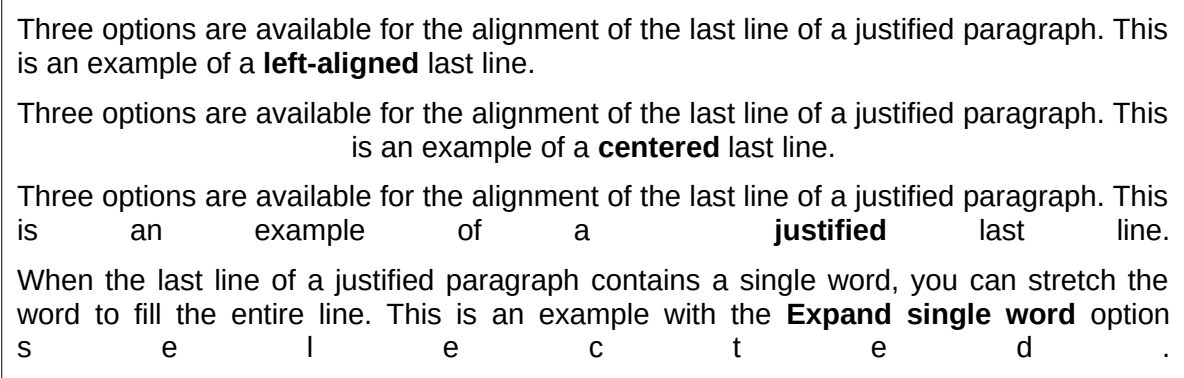 Three options are available for the alignment of the last line of a justified paragraph. This
is an example of a left-aligned last line.
Three options are available for the alignment of the last line of a justified paragraph. This
is an example of a centered last line.
Three options are available for the alignment of the last line of a justified paragraph. This
is an example of a justified last line.
When the last line of a justified paragraph contains a single word, you can stretch the
word to fill the entire line. This is an example with the Expand single word option
s e l e c t e d .